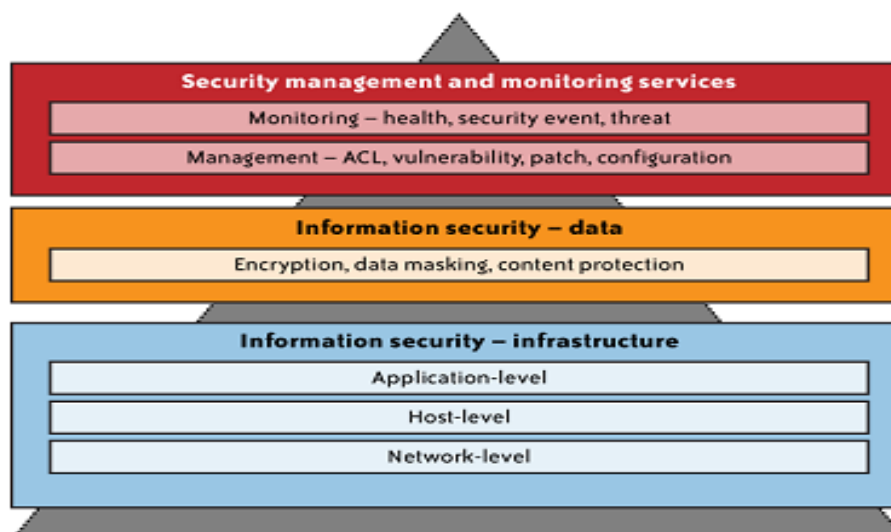 Security management and monitoring services
Monitoring – health, security event, threat
Management – ACL, vulnerability, patch, configuration
Information security – data
Encryption, data masking, content protection
Information security – infrastructure
Application-level
Host-level
Network-level